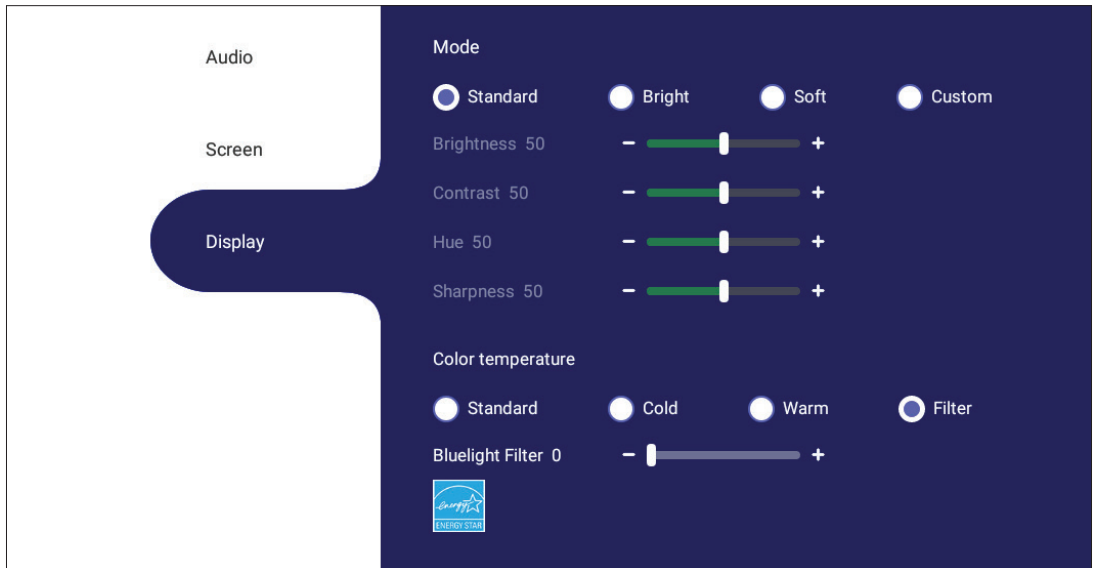 Audio
Screen
Display
Mode
Standard Bright Soft Custom
Brightness 50
Contrast 50
Hue 50
Sharpness 50
Color temperature
Standard Cold Warm Filter
Bluelight Filter 0
energy
ENERGY STAR